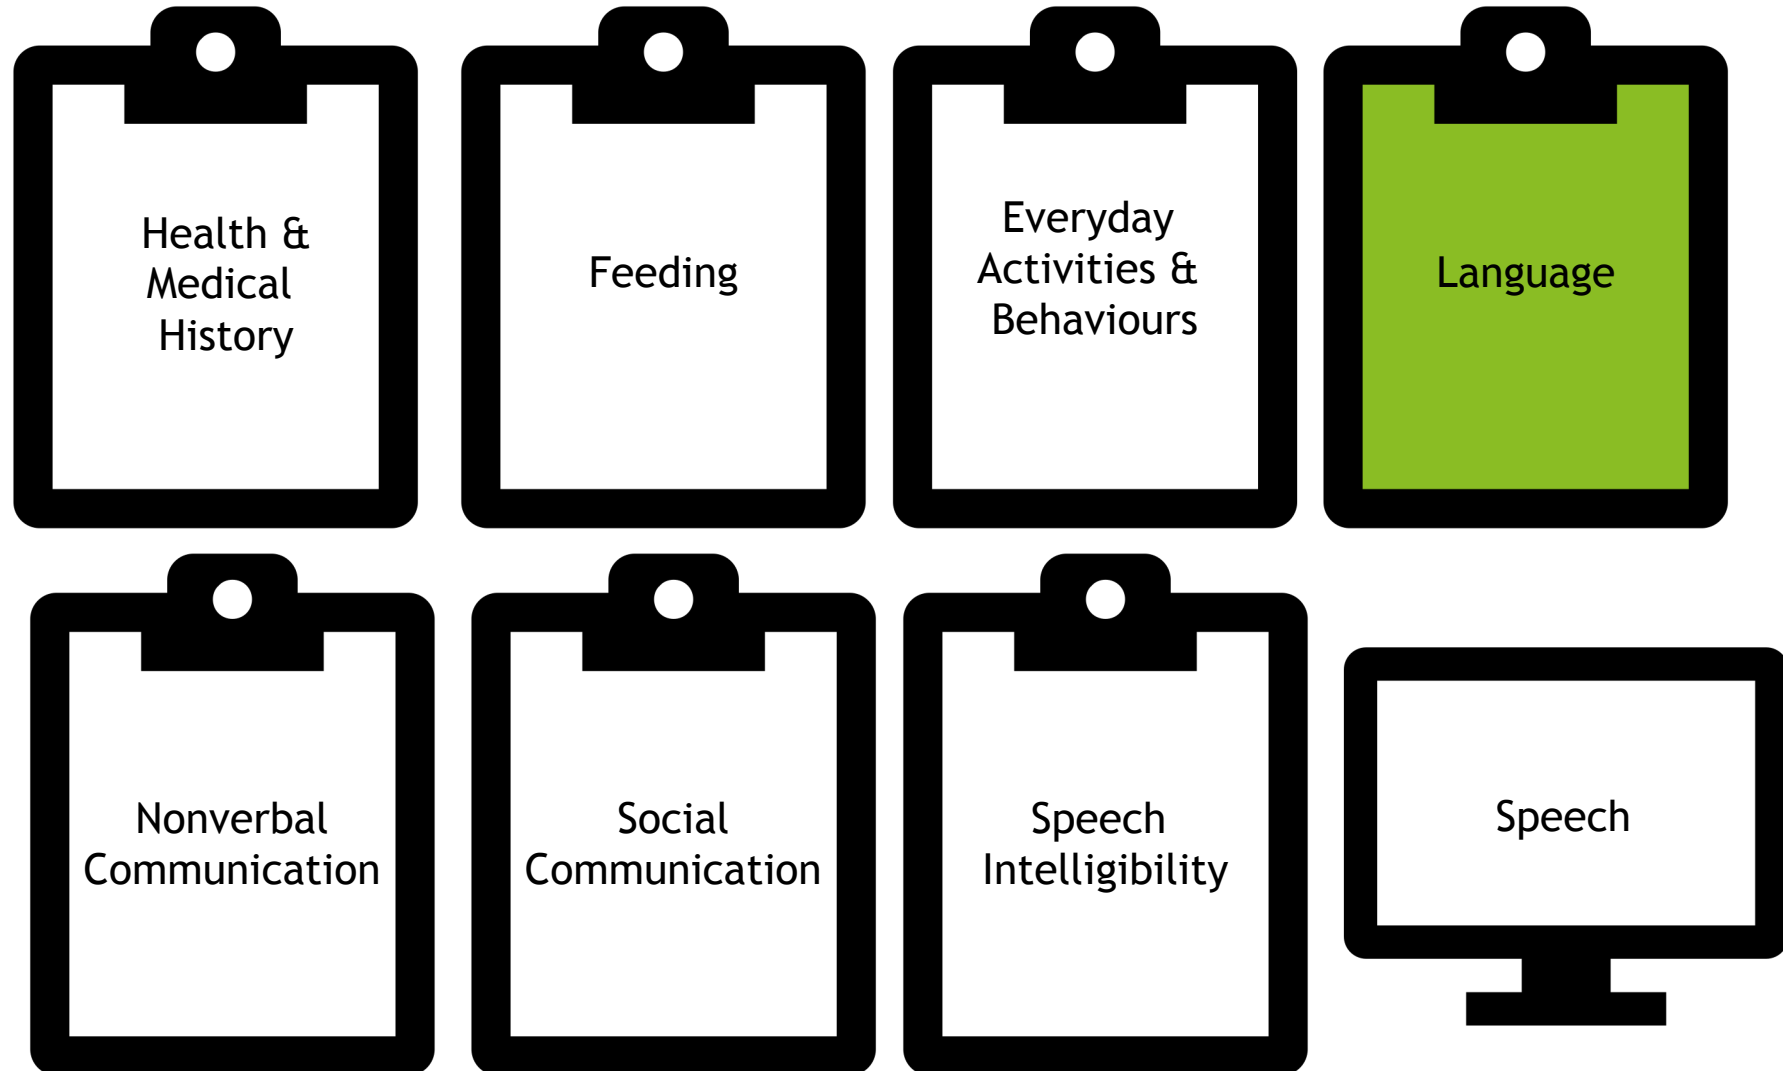 Health &
Medical
History
Feeding
Everyday
Activities &
Behaviours
Language
Nonverbal
Communication
Social
Communication
Speech
Intelligibility
Speech